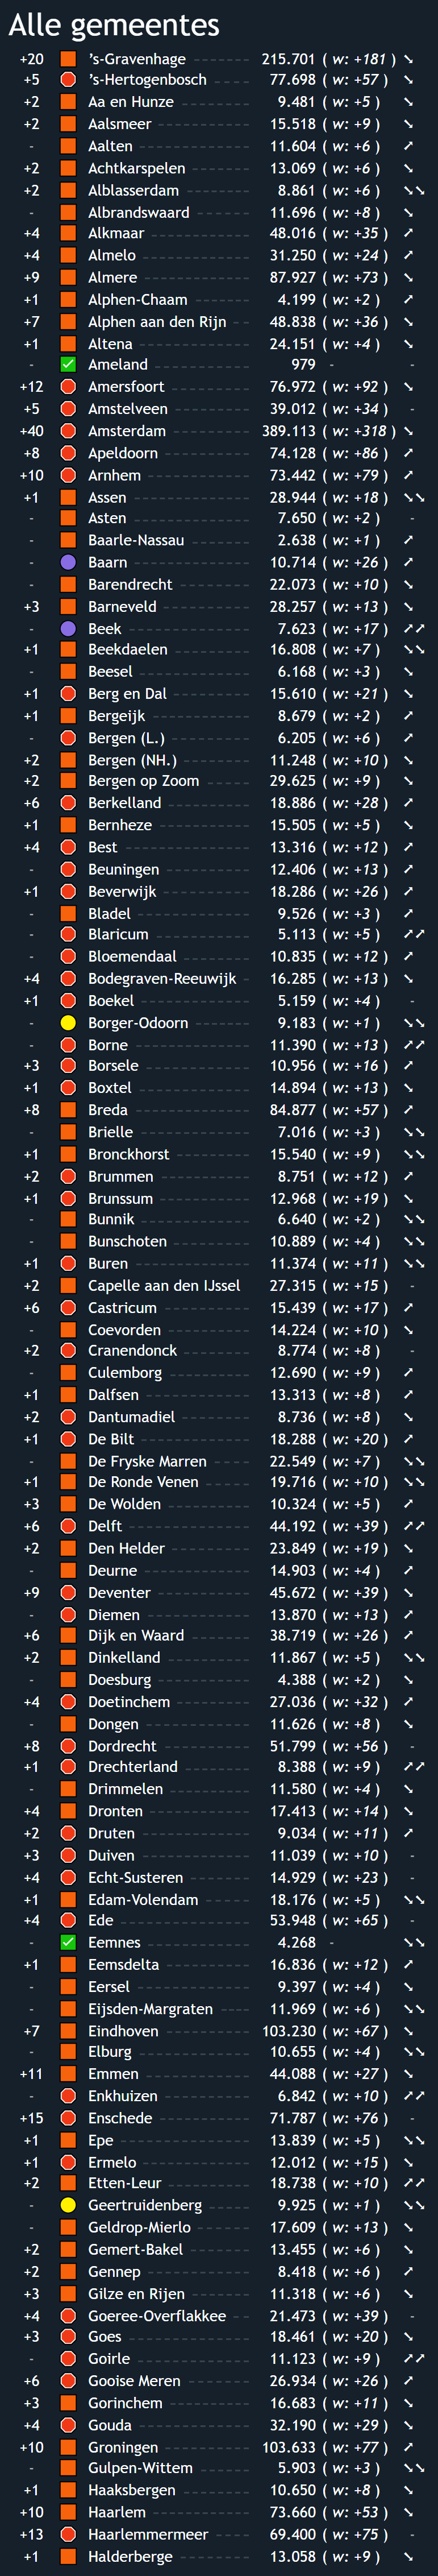 Alle gemeentes
+20 's-Gravenhage 215.701 ( w: +181 )
+5 's-Hertogenbosch 77.698 ( w: +57 )
+2 Aa en Hunze 9.481 ( w: +5 )
+2 Aalsmeer 15.518 ( w: +9 )
- Aalten 11.604 ( w: +6 )
+2 Achtkarspelen 13.069 ( w: +6 )
+2 Alblasserdam 8.861 ( w: +6 )
- Albrandswaard 11.696 ( w: +8 )
+4 Alkmaar 48.016 ( w: +35 )
+4 Almelo 31.250 ( w: +24 )
+9 Almere 87.927 ( w: +73 )
+1 Alphen-Chaam 4.199 ( w: +2 )
+7 Alphen aan den Rijn 48.838 ( w: +36 )
+1 Altena 24.151 ( w: +4 )
- Ameland 979 - -
+12 Amersfoort 76.972 ( w: +92 )
+5 Amstelveen 39.012 ( w: +34 ) -
+40 Amsterdam 389.113 ( w: +318 )
+8 Apeldoorn 74.128 ( w: +86 )
+10 Arnhem 73.442 ( w: +79 )
+1 Assen 28.944 ( w: +18 )
- Asten 7.650 ( w: +2 ) -
- Baarle-Nassau 2.638 ( w: +1 )
- Baarn 10.714 ( w: +26 )
- Barendrecht 22.073 ( w: +10 )
+3 Barneveld 28.257 ( w: +13 )
- Beek 7.623 ( w: +17 )
+1 Beekdaelen 16.808 ( w: +7 )
- Beesel 6.168 ( w: +3 )
+1 Berg en Dal 15.610 ( w: +21 )
+1 Bergeijk 8.679 ( w: +2 )
- Bergen (L.) 6.205 ( w: +6 )
+2 Bergen (NH.) 11.248 ( w: +10 )
+2 Bergen op Zoom 29.625 ( w: +9 )
+6 Berkelland 18.886 ( w: +28 )
+1 Bernheze 15.505 ( w: +5 )
+4 Best 13.316 ( w: +12 )
- Beuningen 12.406 ( w: +13 )
+1 Beverwijk 18.286 ( w: +26 )
- Bladel 9.526 ( w: +3 )
- Blaricum 5.113 ( w: +5 )
- Bloemendaal 10.835 ( w: +12 )
+4 Bodegraven-Reeuwijk 16.285 ( w: +13 )
+1 Boekel 5.159 ( w: +4 ) -
- Borger-Odoorn 9.183 ( w: +1 )
- Borne 11.390 ( w: +13 )
+3 Borsele 10.956 ( w: +16 )
+1 Boxtel 14.894 ( w: +13 )
+8 Breda 84.877 ( w: +57 )
- Brielle 7.016 ( w: +3 )
+1 Bronckhorst 15.540 ( w: +9 )
+2 Brummen 8.751 ( w: +12 )
+1 Brunssum 12.968 ( w: +19 )
- Bunnik 6.640 ( w: +2 )
- Bunschoten 10.889 ( w: +4 )
+1 Buren 11.374 ( w: +11 )
+2 Capelle aan den IJssel 27.315 ( w: +15 ) -
+6 Castricum 15.439 ( w: +17 )
- Coevorden 14.224 ( w: +10 )
+2 Cranendonck 8.774 ( w: +8 ) -
- Culemborg 12.690 ( w: +9 )
+1 Dalfsen 13.313 ( w: +8 )
+2 Dantumadiel 8.736 ( w: +8 )
+1 De Bilt 18.288 ( w: +20 )
- De Fryske Marren 22.549 ( w: +7 )
+1 De Ronde Venen 19.716 ( w: +10 )
+3 De Wolden 10.324 ( w: +5 )
+6 Delft 44.192 ( w: +39 )
+2 Den Helder 23.849 ( w: +19 )
- Deurne 14.903 ( w: +4 )
+9 Deventer 45.672 ( w: +39 )
- Diemen 13.870 ( w: +13 )
+6 Dijk en Waard 38.719 ( w: +26 )
+2 Dinkelland 11.867 ( w: +5 )
- Doesburg 4.388 ( w: +2 )
+4 Doetinchem 27.036 ( w: +32 )
- Dongen 11.626 ( w: +8 )
+8 Dordrecht 51.799 ( w: +56 ) -
+1 Drechterland 8.388 ( w: +9 )
- Drimmelen 11.580 ( w: +4 )
+4 Dronten 17.413 ( w: +14 )
+2 Druten 9.034 ( w: +11 )
+3 Duiven 11.039 ( w: +10 ) -
+4 Echt-Susteren 14.929 ( w: +23 ) -
+1 Edam-Volendam 18.176 ( w: +5 )
+4 Ede 53.948 ( w: +65 ) -
- Eemnes 4.268 -
+1 Eemsdelta 16.836 ( w: +12 )
- Eersel 9.397 ( w: +4 )
- Eijsden-Margraten 11.969 ( w: +6 )
+7 Eindhoven 103.230 ( w: +67 )
- Elburg 10.655 ( w: +4 )
+11 Emmen 44.088 ( w: +27 )
- Enkhuizen 6.842 ( w: +10 )
+15 Enschede 71.787 ( w: +76 ) -
+1 Epe 13.839 ( w: +5 )
+1 Ermelo 12.012 ( w: +15 )
+2 Etten-Leur 18.738 ( w: +10 )
- Geertruidenberg 9.925 ( w: +1 )
- Geldrop-Mierlo 17.609 ( w: +13 )
+2 Gemert-Bakel 13.455 ( w: +6 )
+2 Gennep 8.418 ( w: +6 )
+3 Gilze en Rijen 11.318 ( w: +6 )
+4 Goeree-Overflakkee 21.473 ( w: +39 ) -
+3 Goes 18.461 ( w: +20 )
- Goirle 11.123 ( w: +9 )
+6 Gooise Meren 26.934 ( w: +26 )
+3 Gorinchem 16.683 ( w: +11 )
+4 Gouda 32.190 ( w: +29 )
+10 Groningen 103.633 ( w: +77 )
- Gulpen-Wittem 5.903 ( w: +3 )
+1 Haaksbergen 10.650 ( w: +8 )
+10 Haarlem 73.660 ( w: +53 )
+13 Haarlemmermeer 69.400 ( w: +75 ) -
+1 Halderberge 13.058 ( w: +9 )